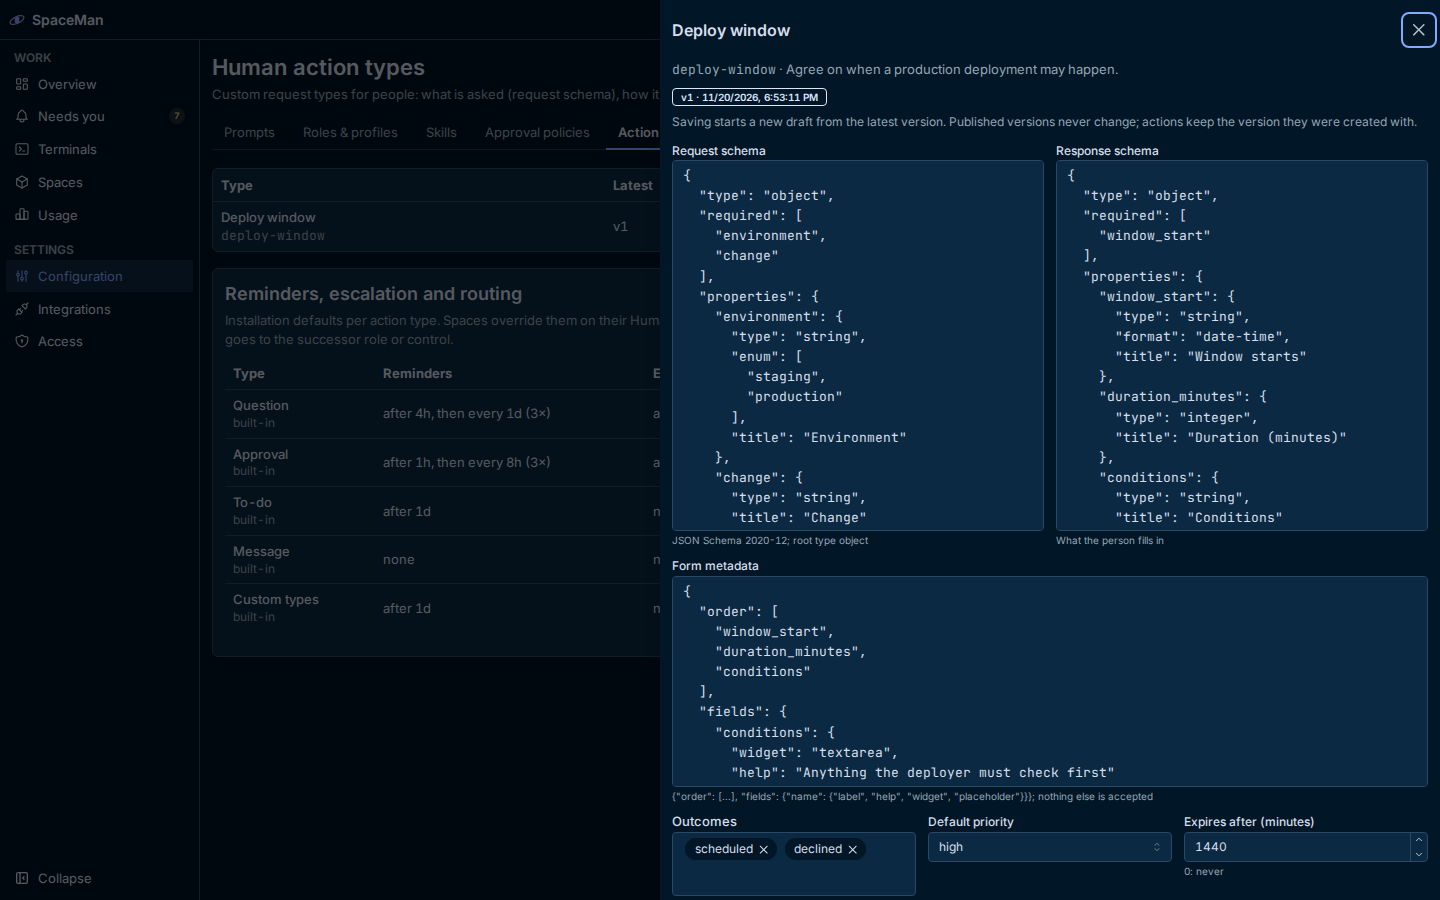 SpaceMan
WORK
Overview
Needs you 7
Terminals
Spaces
Usage
SETTINGS
Configuration
Integrations
Access
Collapse
Human action types
Custom request types for people: what is asked (request schema), how it
Prompts Roles & profiles Skills Approval policies Action
Type Latest
Deploy window v1
deploy-window
Reminders, escalation and routing
Installation defaults per action type. Spaces override them on their Hum
goes to the successor role or control.
Type Reminders E
Question after 4h, then every 1d (3×) a
built-in
Approval after 1h, then every 8h (3×) a
built-in
To-do after 1d n
built-in
Message none n
built-in
Custom types after 1d n
built-in
Deploy window
deploy-window · Agree on when a production deployment may happen.
v1 · 11/20/2026, 6:53:11 PM
Saving starts a new draft from the latest version. Published versions never change; actions keep the version they were created with.
Request schema
{
"type": "object",
"required": [
"environment",
"change"
],
"properties": {
"environment": {
"type": "string",
"enum": [
"staging",
"production"
],
"title": "Environment"
},
"change": {
"type": "string",
"title": "Change"
JSON Schema 2020-12; root type object
Response schema
{
"type": "object",
"required": [
"window_start"
],
"properties": {
"window_start": {
"type": "string",
"format": "date-time",
"title": "Window starts"
},
"duration_minutes": {
"type": "integer",
"title": "Duration (minutes)"
},
"conditions": {
"type": "string",
"title": "Conditions"
What the person fills in
Form metadata
{
"order": [
"window_start",
"duration_minutes",
"conditions"
],
"fields": {
"conditions": {
"widget": "textarea",
"help": "Anything the deployer must check first"
{"order": […], "fields": {"name": {"label", "help", "widget", "placeholder"}}}; nothing else is accepted
Outcomes
scheduled declined
Default priority
high
Expires after (minutes)
1440
0: never